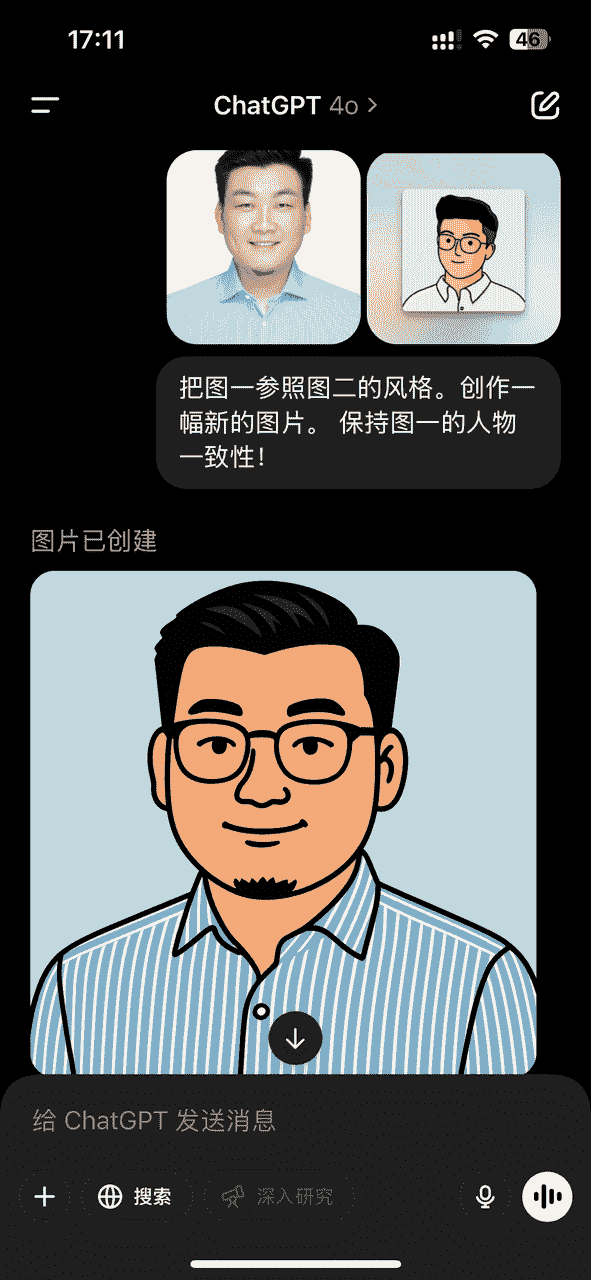 17:11
46
ChatGPT 4o >
把图一参照图二的风格。创作一
幅新的图片。 保持图一的人物
一致性！
图片已创建
给 ChatGPT 发送消息
搜索
深入研究